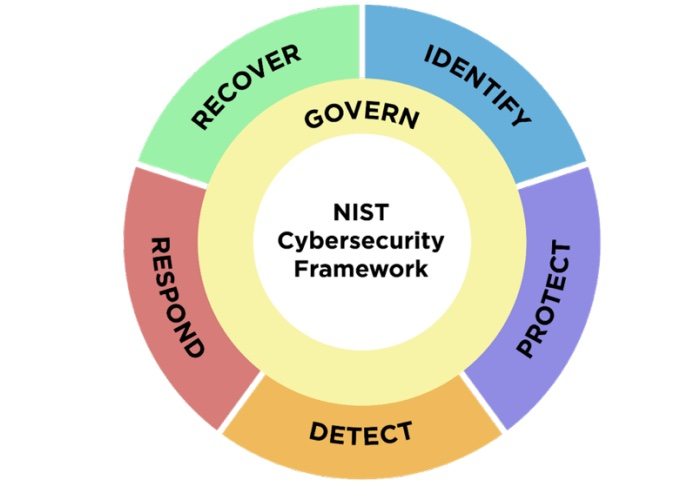 RECOVER
IDENTIFY
GOVERN
NIST
Cybersecurity
Framework
RESPOND
PROTECT
DETECT